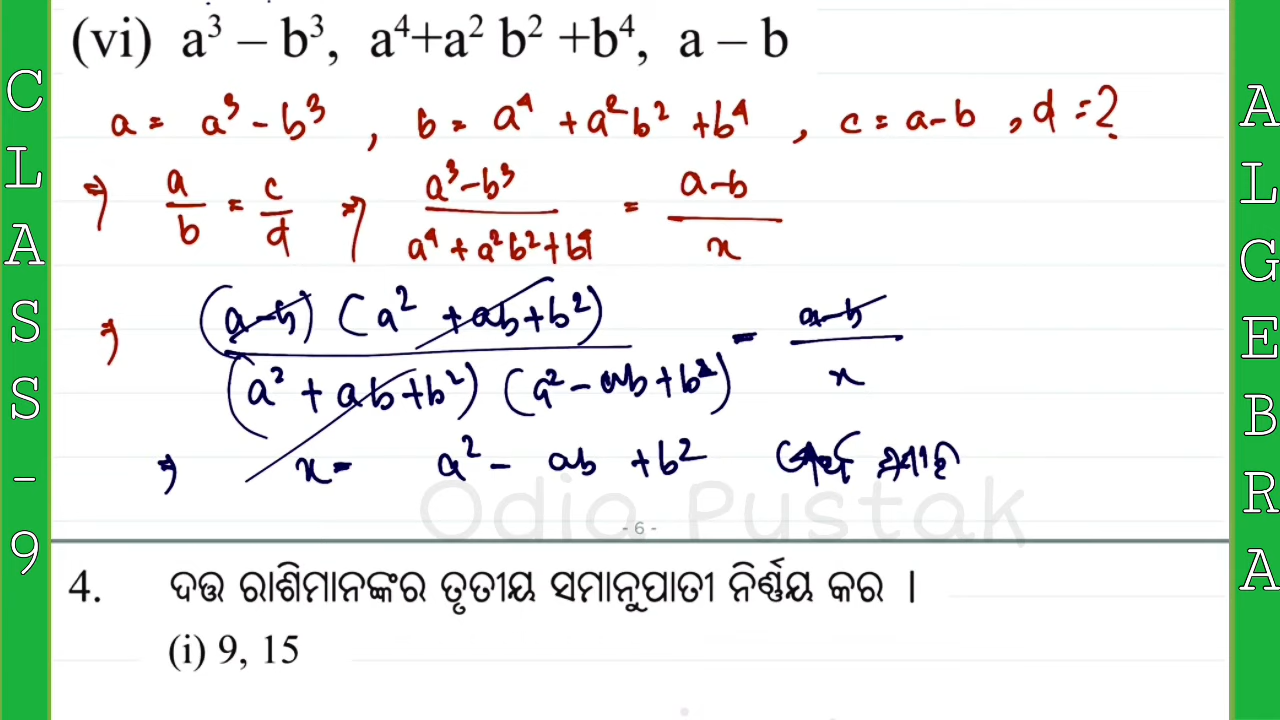 CLASS-9
(vi) a³ – b³, a⁴+a² b² +b⁴, a – b
a = a³ – b³, b = a⁴ + a²b² + b⁴, c = a – b, d = ?
⇒ a/b = c/d ⇒ (a³ – b³)/(a⁴ + a²b² + b⁴) = (a – b)/x
⇒ (a – b)(a² + ab + b²)/(a² + ab + b²)(a² – ab + b²) = (a – b)/x
⇒ x = a² – ab + b²
Odia Pustak
- 6 -
4. ଦତ୍ତ ରାଶିମାନଙ୍କର ତୃତୀୟ ସମାନୁପାତୀ ନିର୍ଣ୍ଣୟ କର ।
(i) 9, 15
ALGEBRA